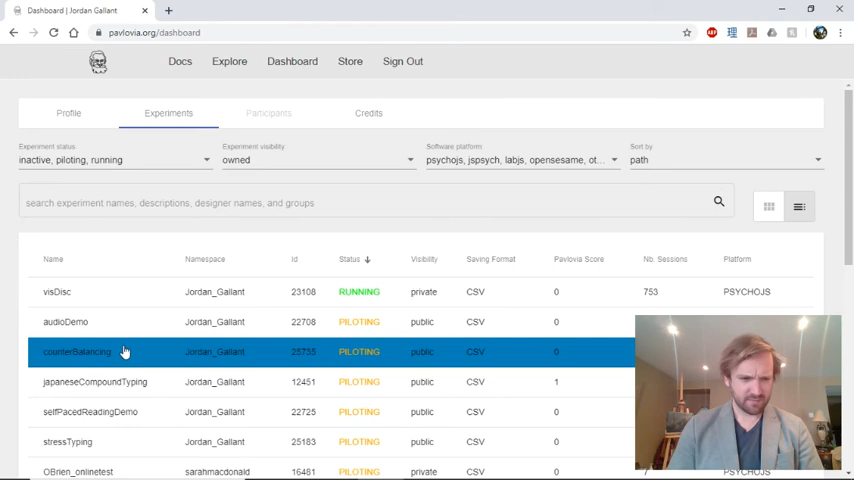 Dashboard | Jordan Gallant
pavlovia.org/dashboard
Docs Explore Dashboard Store Sign Out
Profile Experiments Participants Credits
Experiment status: Experiment visibility: Software platform: Sort by:
inactive, piloting, running owned psychojs, jspsych, labjs, opensesame, ot... path
search experiment names, descriptions, designer names, and groups
Name Namespace Id Status Visibility Saving Format Pavlovia Score Nb. Sessions Platform
visDisc Jordan_Gallant 23108 RUNNING private CSV 0 753 PSYCHOJS
audioDemo Jordan_Gallant 22708 PILOTING public CSV 0
counterBalancing Jordan_Gallant 25735 PILOTING public CSV 0
japaneseCompoundTyping Jordan_Gallant 12451 PILOTING public CSV 1
selfPacedReadingDemo Jordan_Gallant 22725 PILOTING public CSV 0
stressTyping Jordan_Gallant 25183 PILOTING public CSV 0
OBrien_onlinetest sarahmacdonald 16481 PILOTING private CSV 0 7 PSYCHOJS